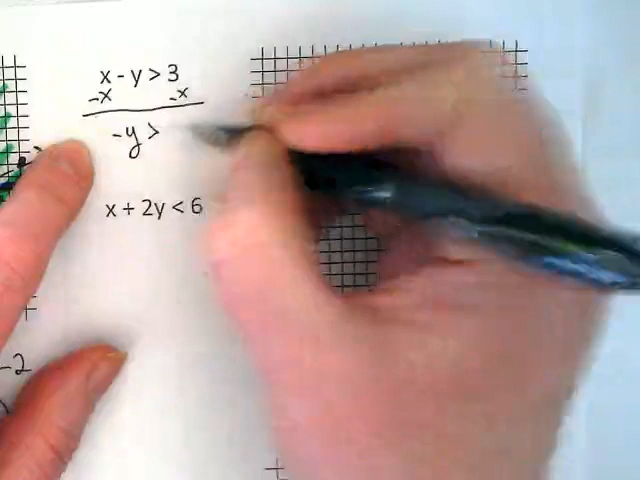 x - y > 3
-x -x
-y >
x + 2y < 6
-2